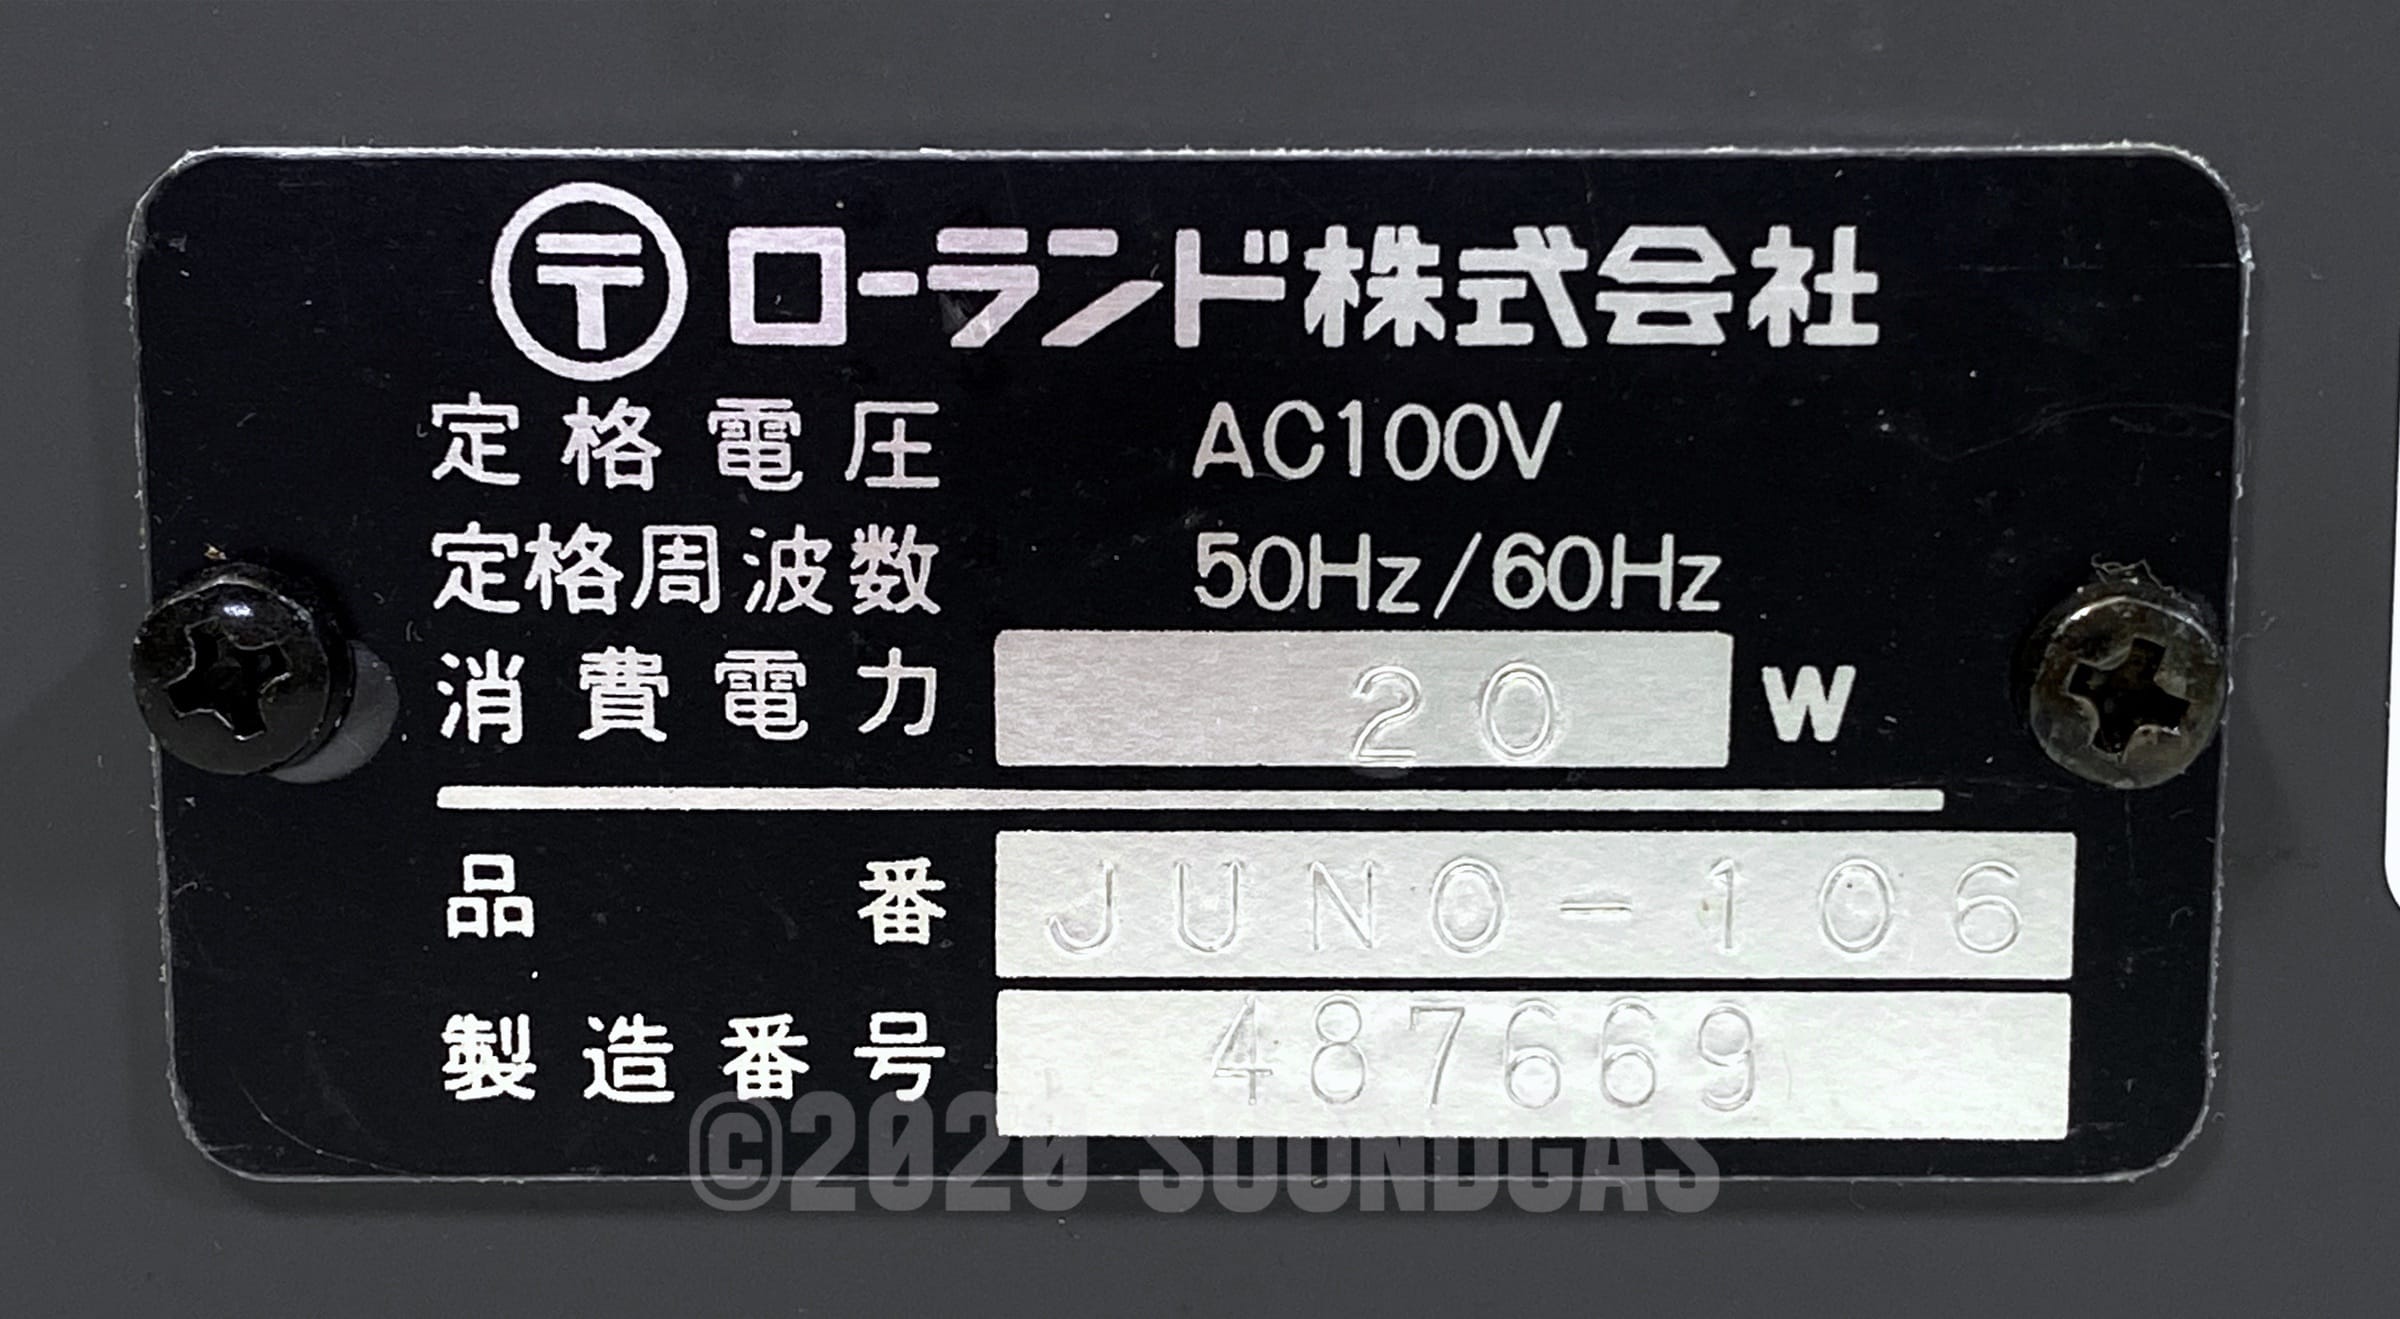 〒 ローランド株式会社
定格電圧 AC100V
定格周波数 50Hz/60Hz
消費電力 20 W
品番 JUNO-106
製造番号 487669
©2020 SOUNDGAS